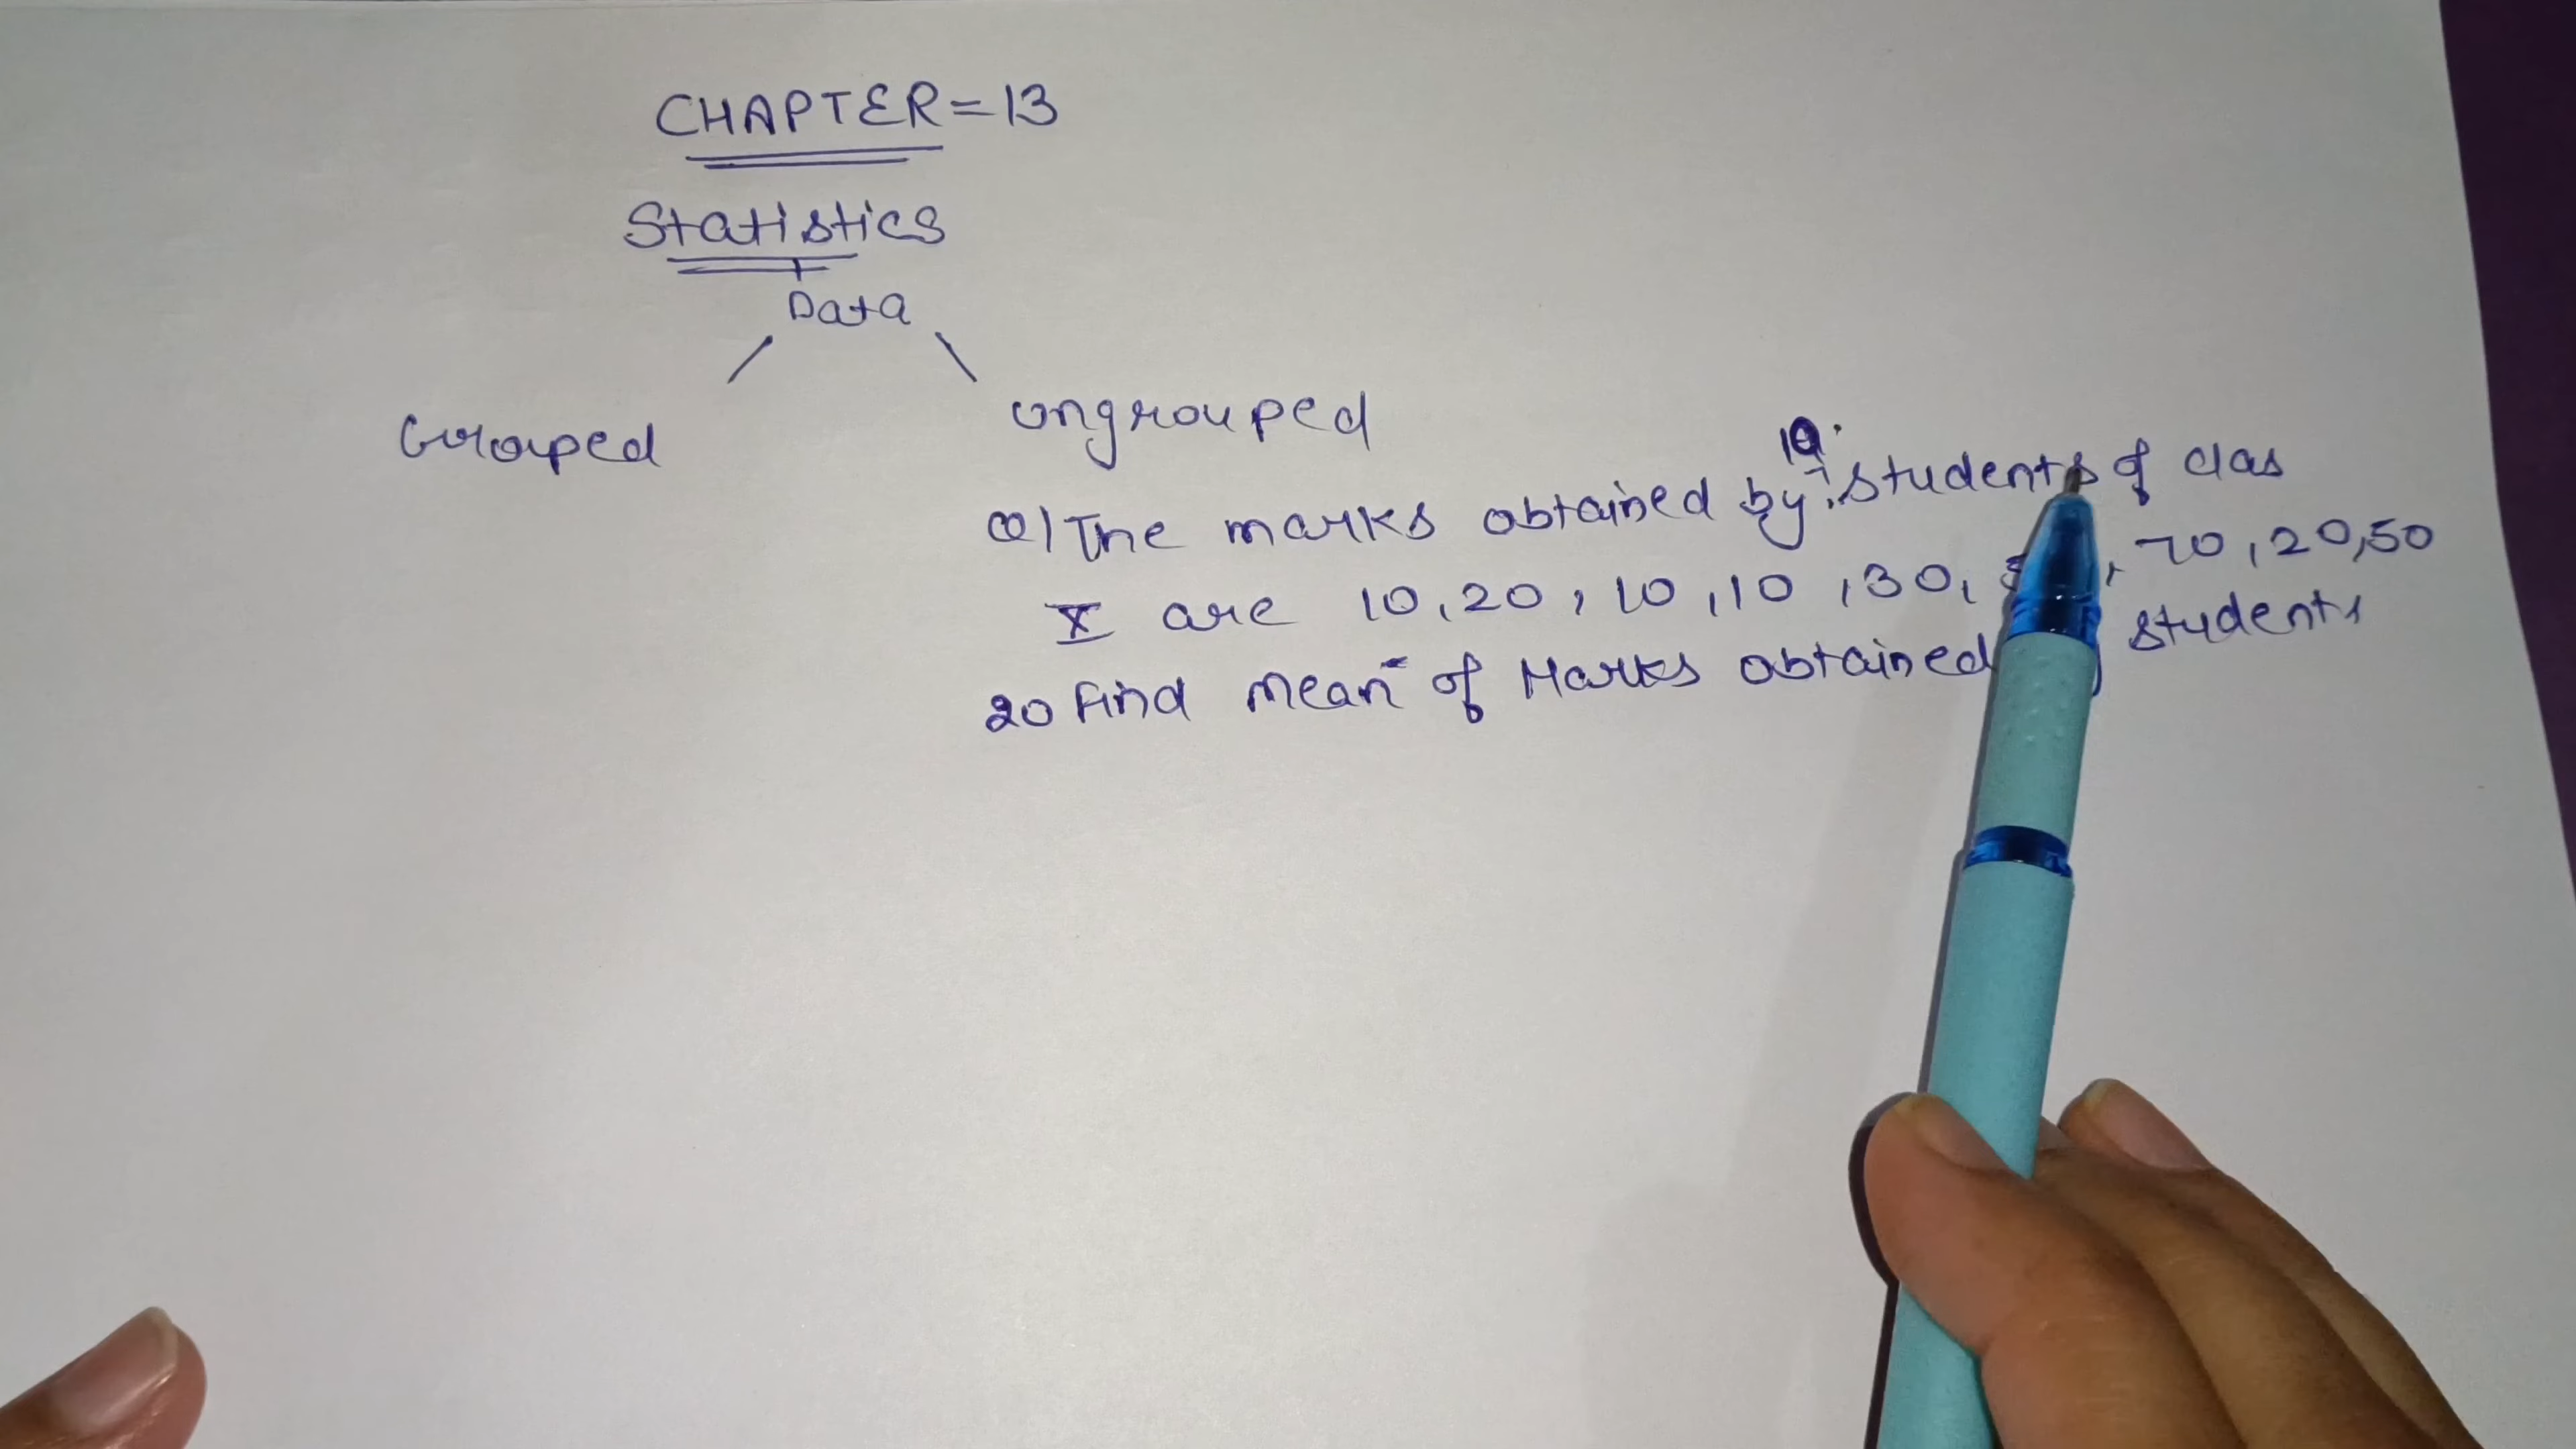 CHAPTER=13
Statistics
Data
Grouped
ungrouped
10
Q) The marks obtained by students of clas
X are 10, 20, 10, 10, 30, , 70, 20, 50
20 Find mean of Marks obtained students